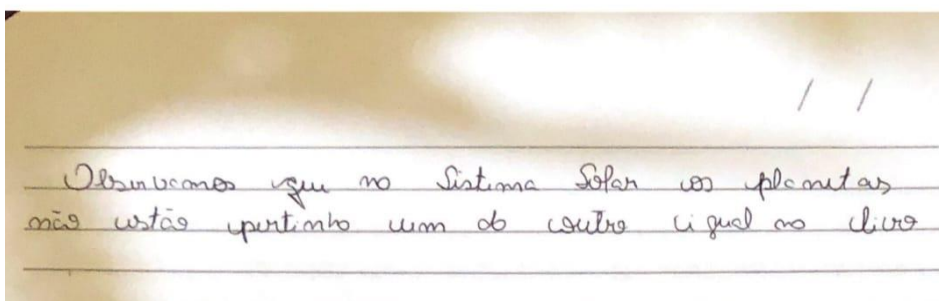 / /
Observamos que no Sistema Solar os planetas
não estão pertinho um do outro igual no livro